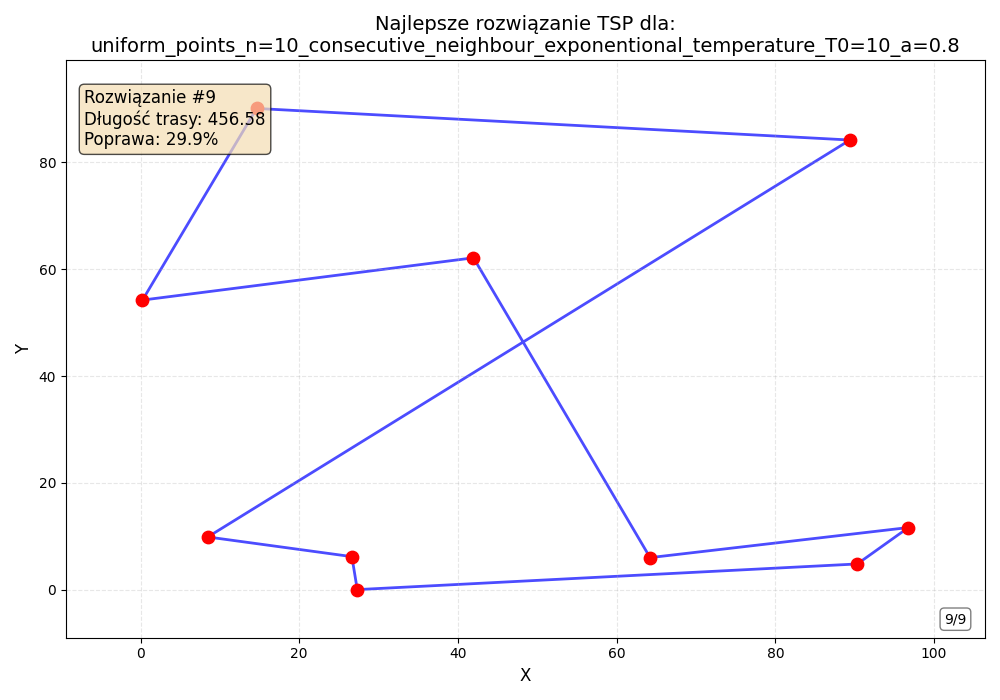 Najlepsze rozwiązanie TSP dla:
uniform_points_n=10_consecutive_neighbour_exponentional_temperature_T0=10_a=0.8
Rozwiązanie #9
Długość trasy: 456.58
Poprawa: 29.9%
80
60
40
20
0
Y
9/9
0 20 40 60 80 100
X